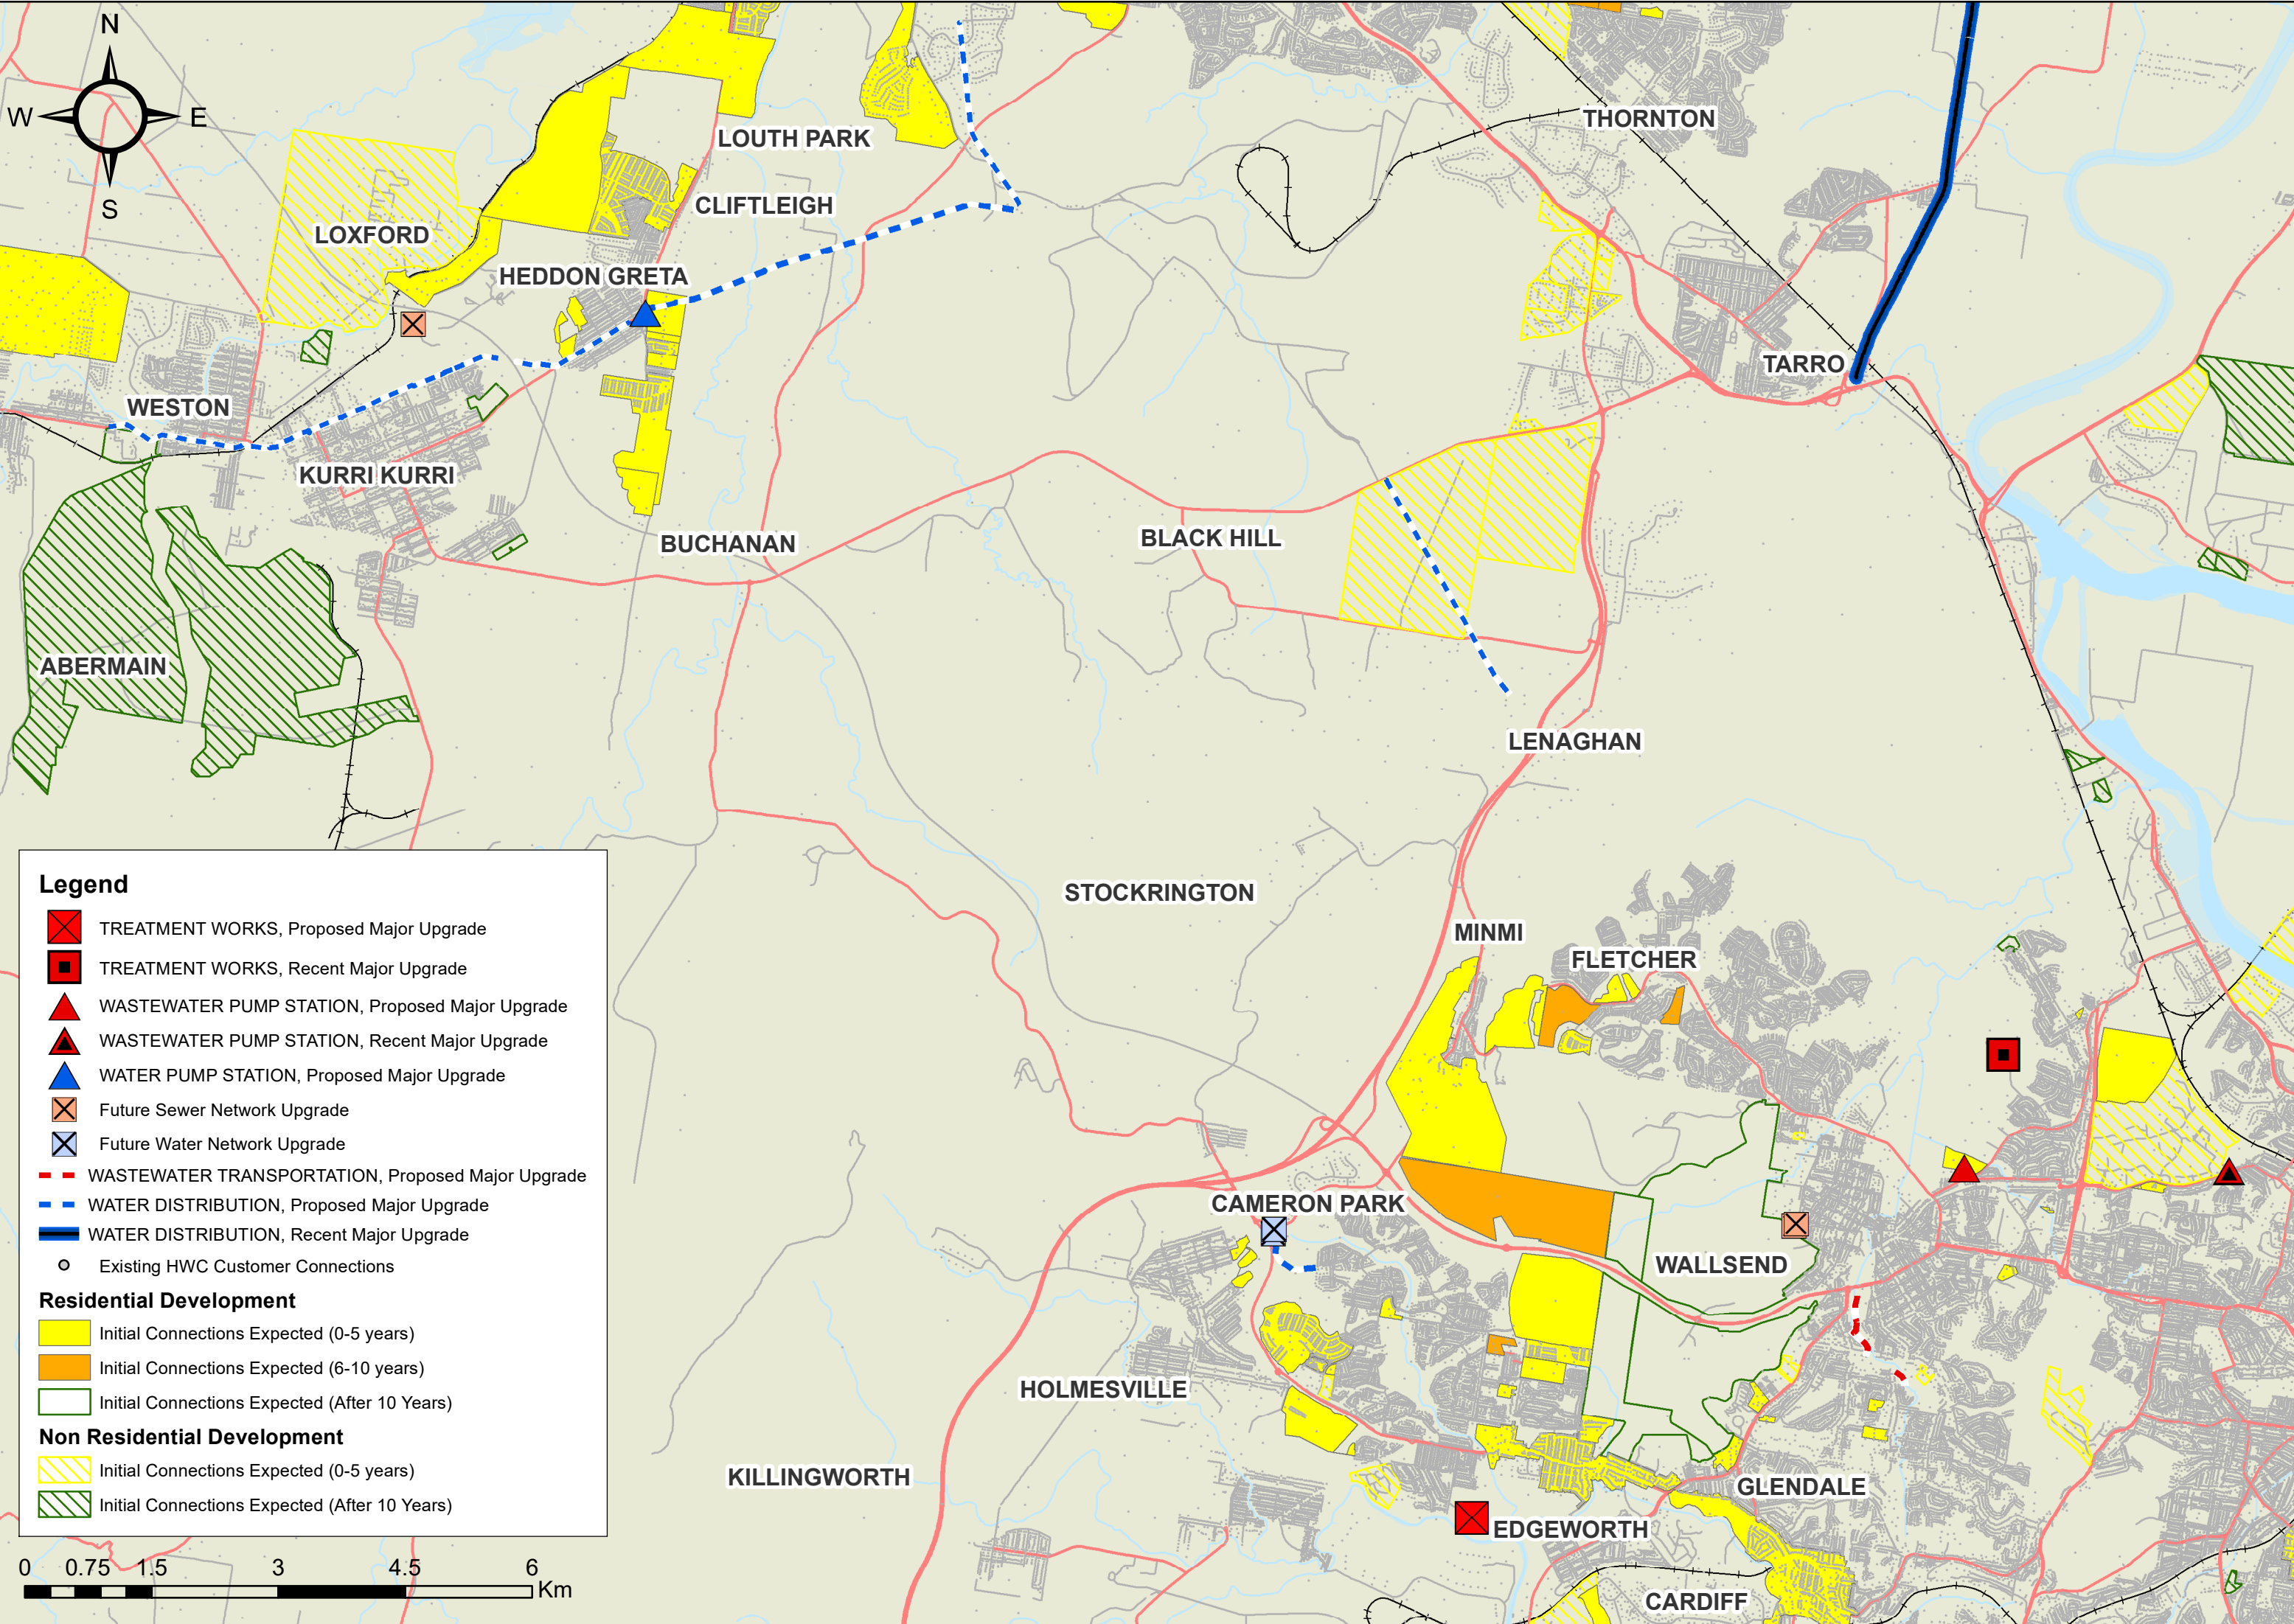 N
W E
S
THORNTON
LOUTH PARK
CLIFTLEIGH
LOXFORD
HEDDON GRETA
TARRO
WESTON
KURRI KURRI
BUCHANAN
BLACK HILL
ABERMAIN
LENAGHAN
STOCKRINGTON
MINMI
FLETCHER
CAMERON PARK
WALLSEND
HOLMESVILLE
KILLINGWORTH
GLENDALE
EDGEWORTH
CARDIFF
Legend
TREATMENT WORKS, Proposed Major Upgrade
TREATMENT WORKS, Recent Major Upgrade
WASTEWATER PUMP STATION, Proposed Major Upgrade
WASTEWATER PUMP STATION, Recent Major Upgrade
WATER PUMP STATION, Proposed Major Upgrade
Future Sewer Network Upgrade
Future Water Network Upgrade
WASTEWATER TRANSPORTATION, Proposed Major Upgrade
WATER DISTRIBUTION, Proposed Major Upgrade
WATER DISTRIBUTION, Recent Major Upgrade
Existing HWC Customer Connections
Residential Development
Initial Connections Expected (0-5 years)
Initial Connections Expected (6-10 years)
Initial Connections Expected (After 10 Years)
Non Residential Development
Initial Connections Expected (0-5 years)
Initial Connections Expected (After 10 Years)
0 0.75 1.5 3 4.5 6
Km